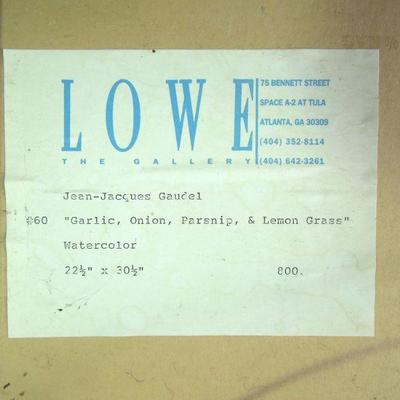 LOWE
THE GALLERY
75 BENNETT STREET
SPACE A-2 AT TULA
ATLANTA, GA 30309
(404) 352-8114
(404) 642-3261
Jean-Jacques Gaudel
#60 "Garlic, Onion, Parsnip, & Lemon Grass"
Watercolor
22½" x 30½" 800.